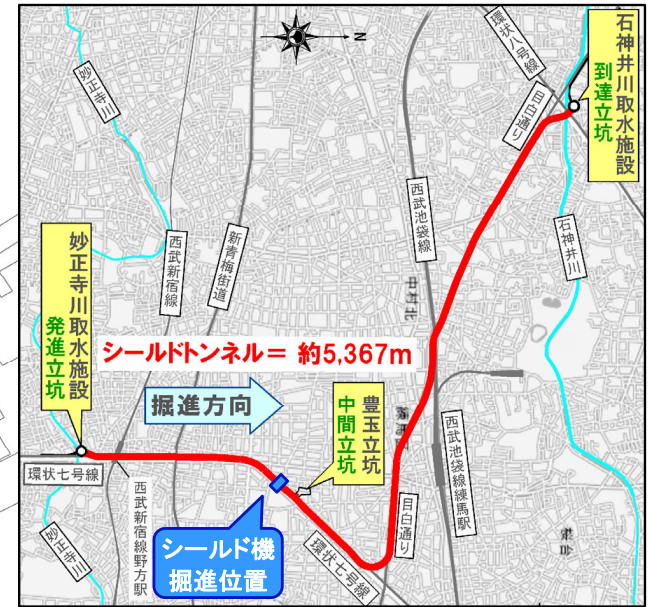 N
環状八号線
目白通り
石神井川取水施設
到達立坑
妙正寺川
西武新宿線
新青梅街道
西武池袋線
中村北
石神井川
妙正寺川取水施設
発進立坑
シールドトンネル＝ 約5,367m
掘進方向
豊玉立坑
中間立坑
練馬
西武池袋線練馬駅
環状七号線
西武新宿線野方駅
妙正寺川
シールド機
掘進位置
環状七号線
目白通り